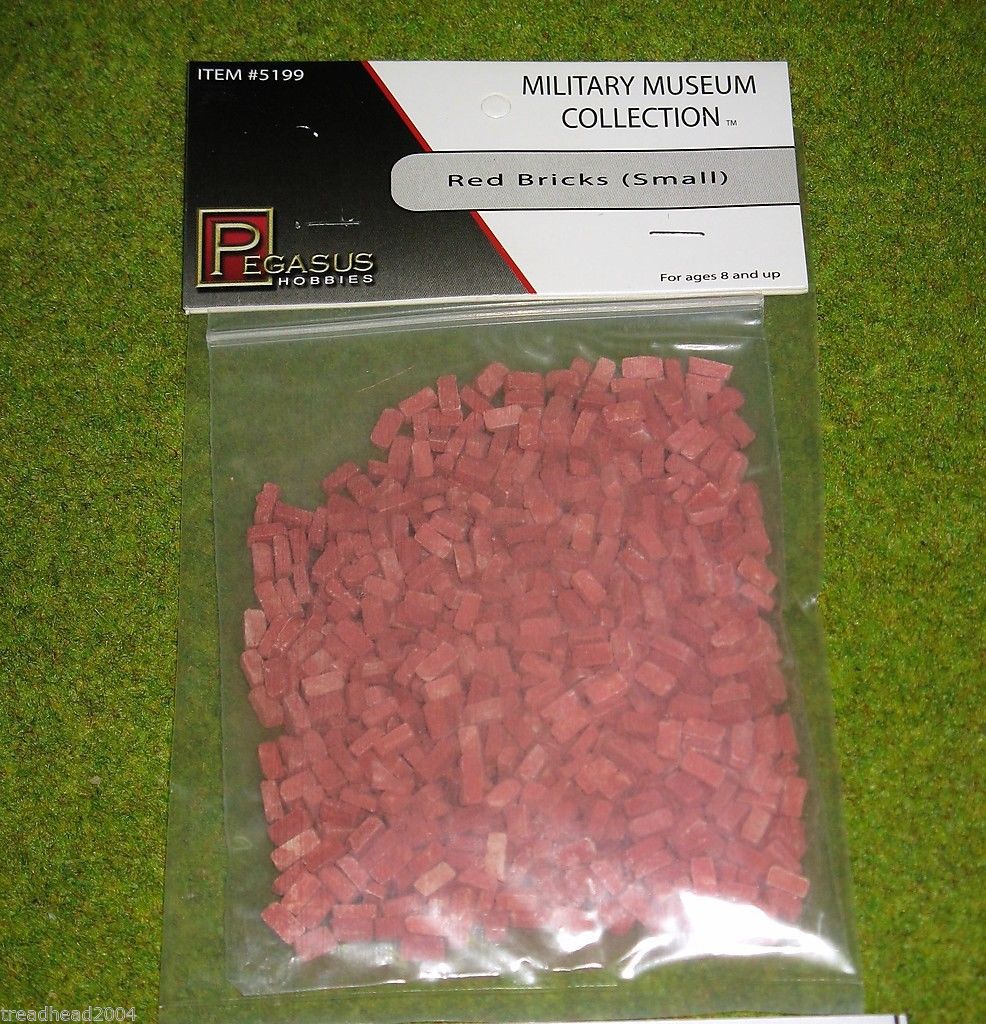 ITEM #5199
MILITARY MUSEUM
COLLECTION ™
Red Bricks (Small)
PEGASUS
HOBBIES
For ages 8 and up
treadhead2004